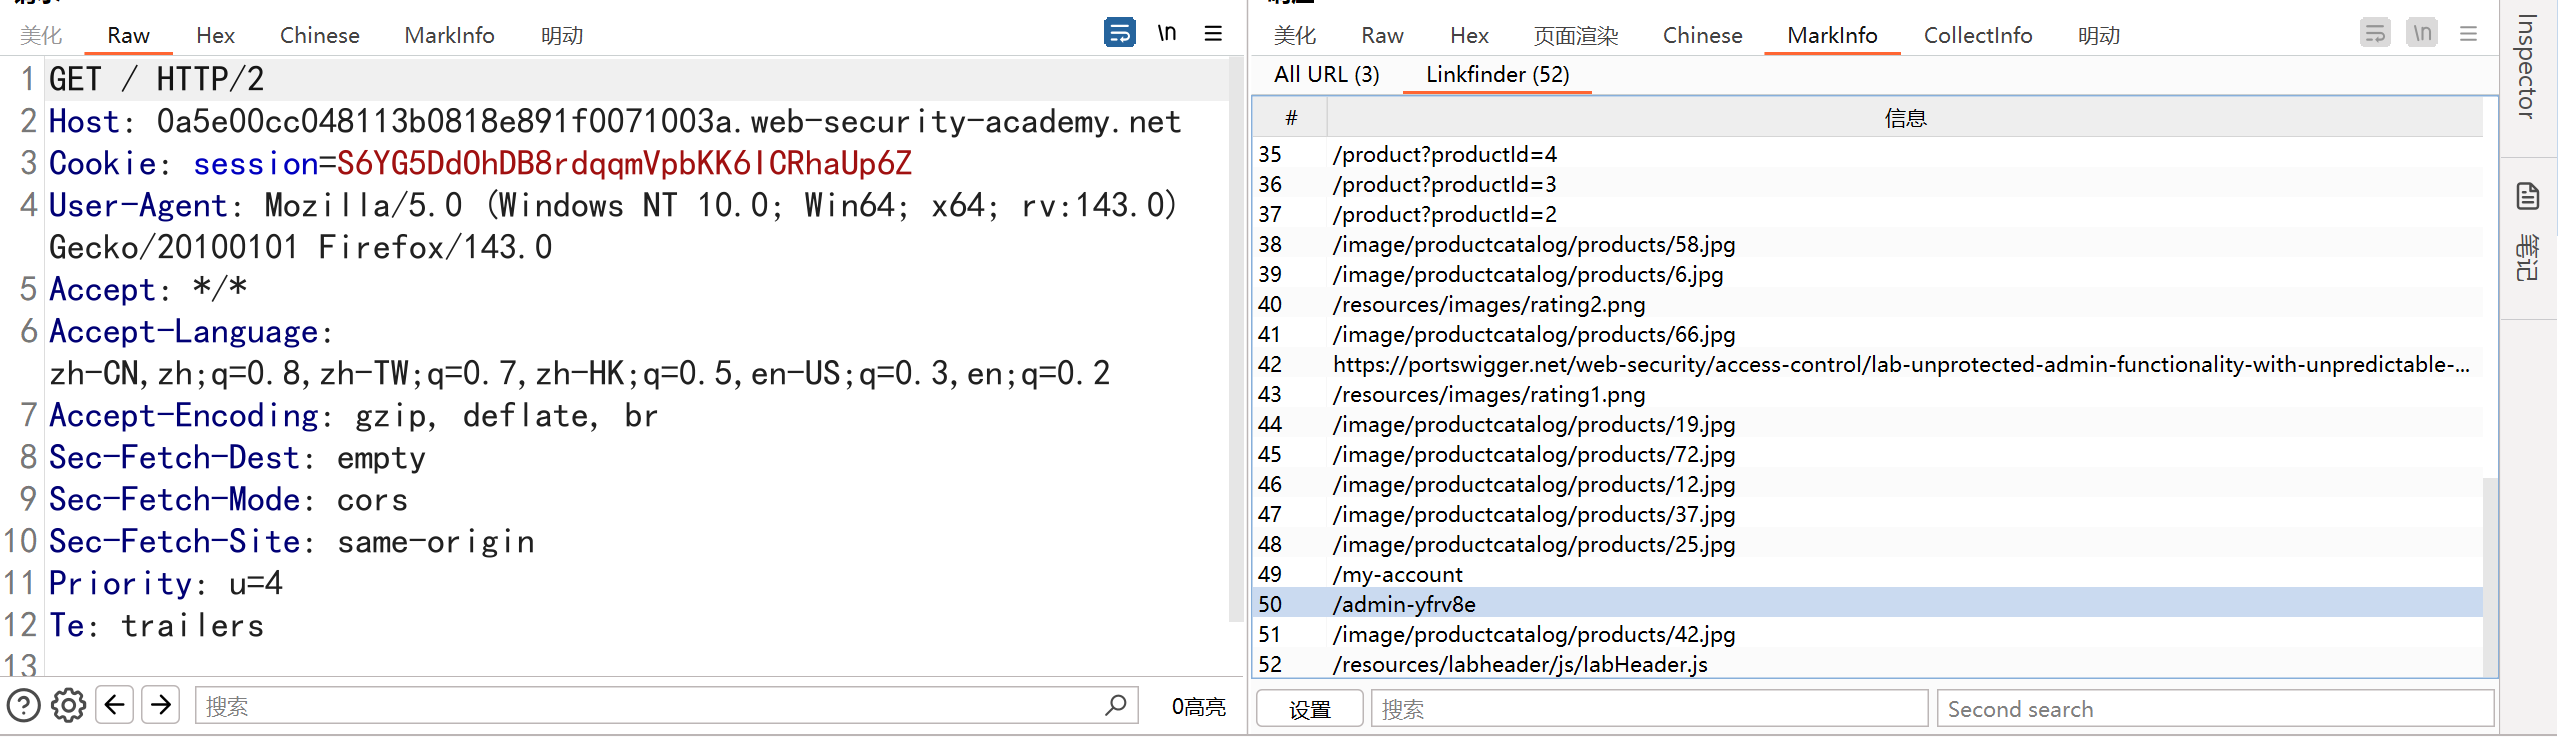 美化 Raw Hex Chinese MarkInfo 明动 \n
1 GET / HTTP/2
2 Host: 0a5e00cc048113b0818e891f0071003a.web-security-academy.net
3 Cookie: session=S6YG5DdOhDB8rdqqmVpbKK6ICRhaUp6Z
4 User-Agent: Mozilla/5.0 (Windows NT 10.0; Win64; x64; rv:143.0)
Gecko/20100101 Firefox/143.0
5 Accept: */*
6 Accept-Language:
zh-CN,zh;q=0.8,zh-TW;q=0.7,zh-HK;q=0.5,en-US;q=0.3,en;q=0.2
7 Accept-Encoding: gzip, deflate, br
8 Sec-Fetch-Dest: empty
9 Sec-Fetch-Mode: cors
10 Sec-Fetch-Site: same-origin
11 Priority: u=4
12 Te: trailers
13
搜索 0高亮
美化 Raw Hex 页面渲染 Chinese MarkInfo CollectInfo 明动 \n
All URL (3) Linkfinder (52)
# 信息
35 /product?productId=4
36 /product?productId=3
37 /product?productId=2
38 /image/productcatalog/products/58.jpg
39 /image/productcatalog/products/6.jpg
40 /resources/images/rating2.png
41 /image/productcatalog/products/66.jpg
42 https://portswigger.net/web-security/access-control/lab-unprotected-admin-functionality-with-unpredictable-...
43 /resources/images/rating1.png
44 /image/productcatalog/products/19.jpg
45 /image/productcatalog/products/72.jpg
46 /image/productcatalog/products/12.jpg
47 /image/productcatalog/products/37.jpg
48 /image/productcatalog/products/25.jpg
49 /my-account
50 /admin-yfrv8e
51 /image/productcatalog/products/42.jpg
52 /resources/labheader/js/labHeader.js
设置 搜索 Second search
Inspector
笔记